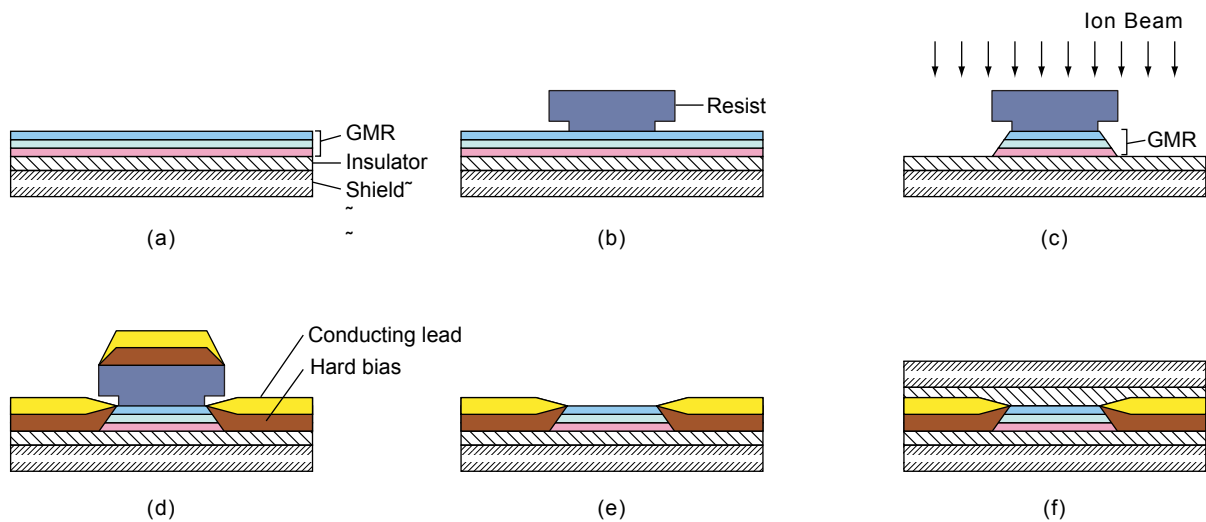 Ion Beam
GMR
Insulator
Shield˜
˜
˜
Resist
GMR
(a)
(b)
(c)
Conducting lead
Hard bias
(d)
(e)
(f)